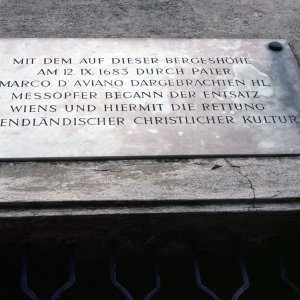 MIT DEM AUF DIESER BERGESHÖHE
AM 12. IX. 1683 DURCH PATER
MARCO D'AVIANO DARGEBRACHTEN HL.
MESSOPFER BEGANN DER ENTSATZ
WIENS UND HIERMIT DIE RETTUNG
ENDLÄNDISCHER CHRISTLICHER KULTUR